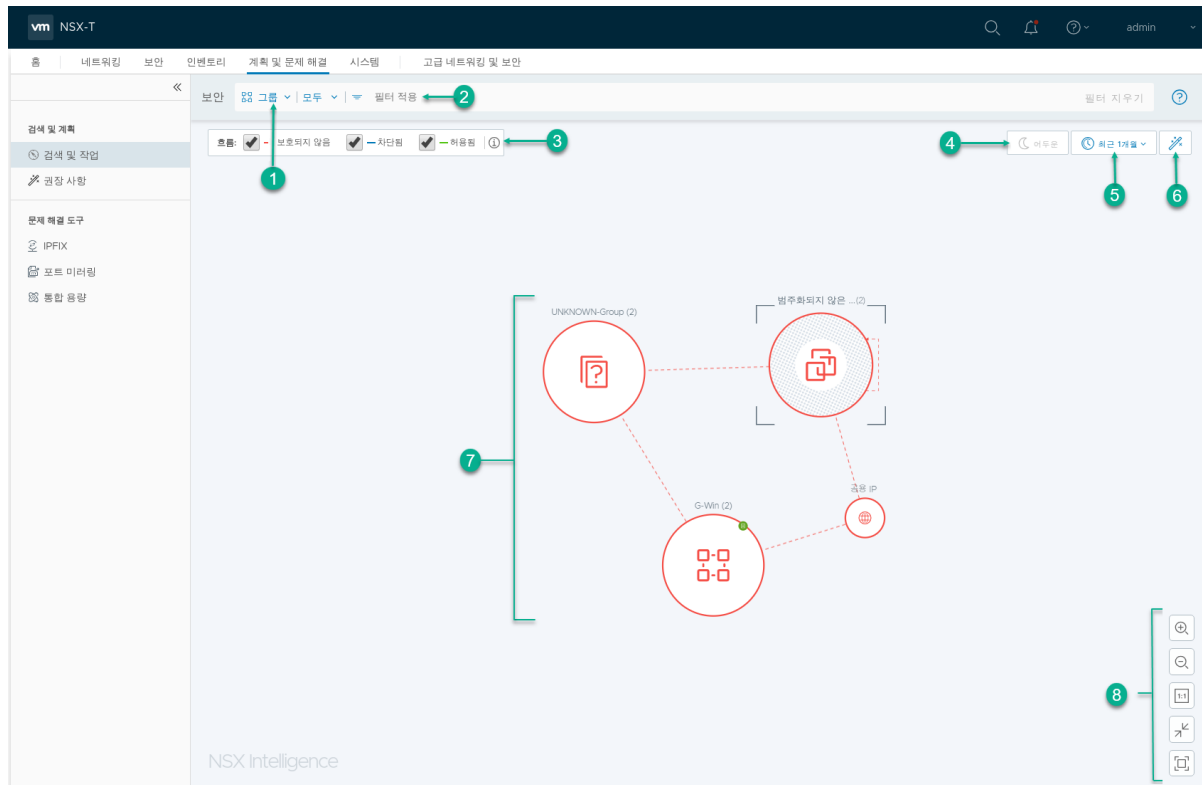 vm NSX-T admin
홈 네트워킹 보안 인벤토리 계획 및 문제 해결 시스템 고급 네트워킹 및 보안
보안 그룹 모두 필터 적용 2 필터 지우기
검색 및 계획
검색 및 작업
권장 사항
문제 해결 도구
IPFIX
포트 미러링
통합 용량
흐름: 보호되지 않음 차단됨 허용됨 3
1
4 어두운 최근 1개월
5 6
UNKNOWN-Group (2)
범주화되지 않은 ...(2)
7
공용 IP
G-Win (2)
8
1:1
NSX Intelligence